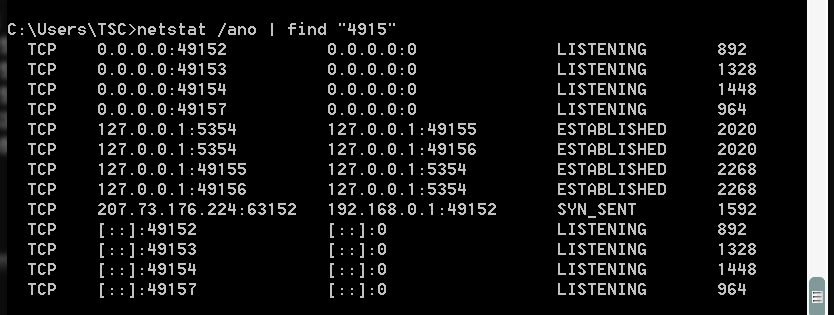 C:\Users\TSC>netstat /ano | find "4915"
TCP 0.0.0.0:49152 0.0.0.0:0 LISTENING 892
TCP 0.0.0.0:49153 0.0.0.0:0 LISTENING 1328
TCP 0.0.0.0:49154 0.0.0.0:0 LISTENING 1448
TCP 0.0.0.0:49157 0.0.0.0:0 LISTENING 964
TCP 127.0.0.1:5354 127.0.0.1:49155 ESTABLISHED 2020
TCP 127.0.0.1:5354 127.0.0.1:49156 ESTABLISHED 2020
TCP 127.0.0.1:49155 127.0.0.1:5354 ESTABLISHED 2268
TCP 127.0.0.1:49156 127.0.0.1:5354 ESTABLISHED 2268
TCP 207.73.176.224:63152 192.168.0.1:49152 SYN_SENT 1592
TCP [::]:49152 [::]:0 LISTENING 892
TCP [::]:49153 [::]:0 LISTENING 1328
TCP [::]:49154 [::]:0 LISTENING 1448
TCP [::]:49157 [::]:0 LISTENING 964